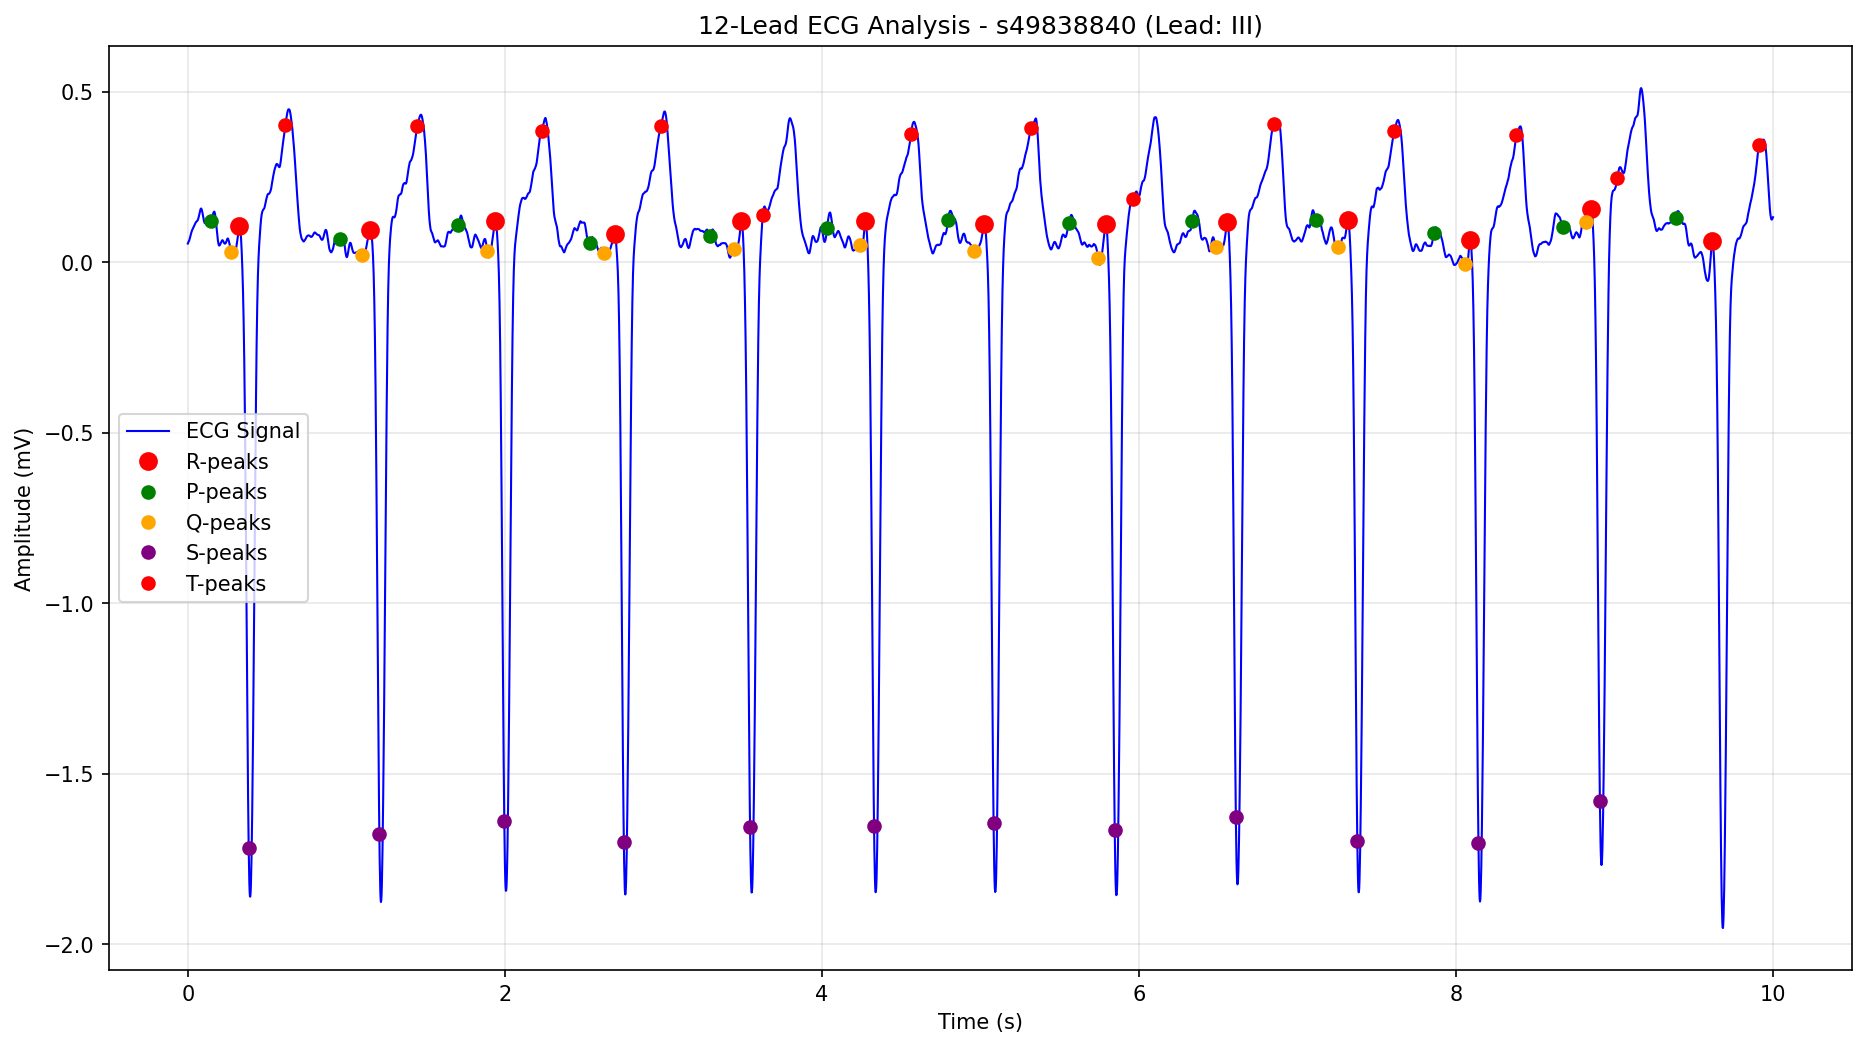 12-Lead ECG Analysis - s49838840 (Lead: III)
Amplitude (mV)
0.5
0.0
−0.5
−1.0
−1.5
−2.0
ECG Signal
R-peaks
P-peaks
Q-peaks
S-peaks
T-peaks
0 2 4 6 8 10
Time (s)